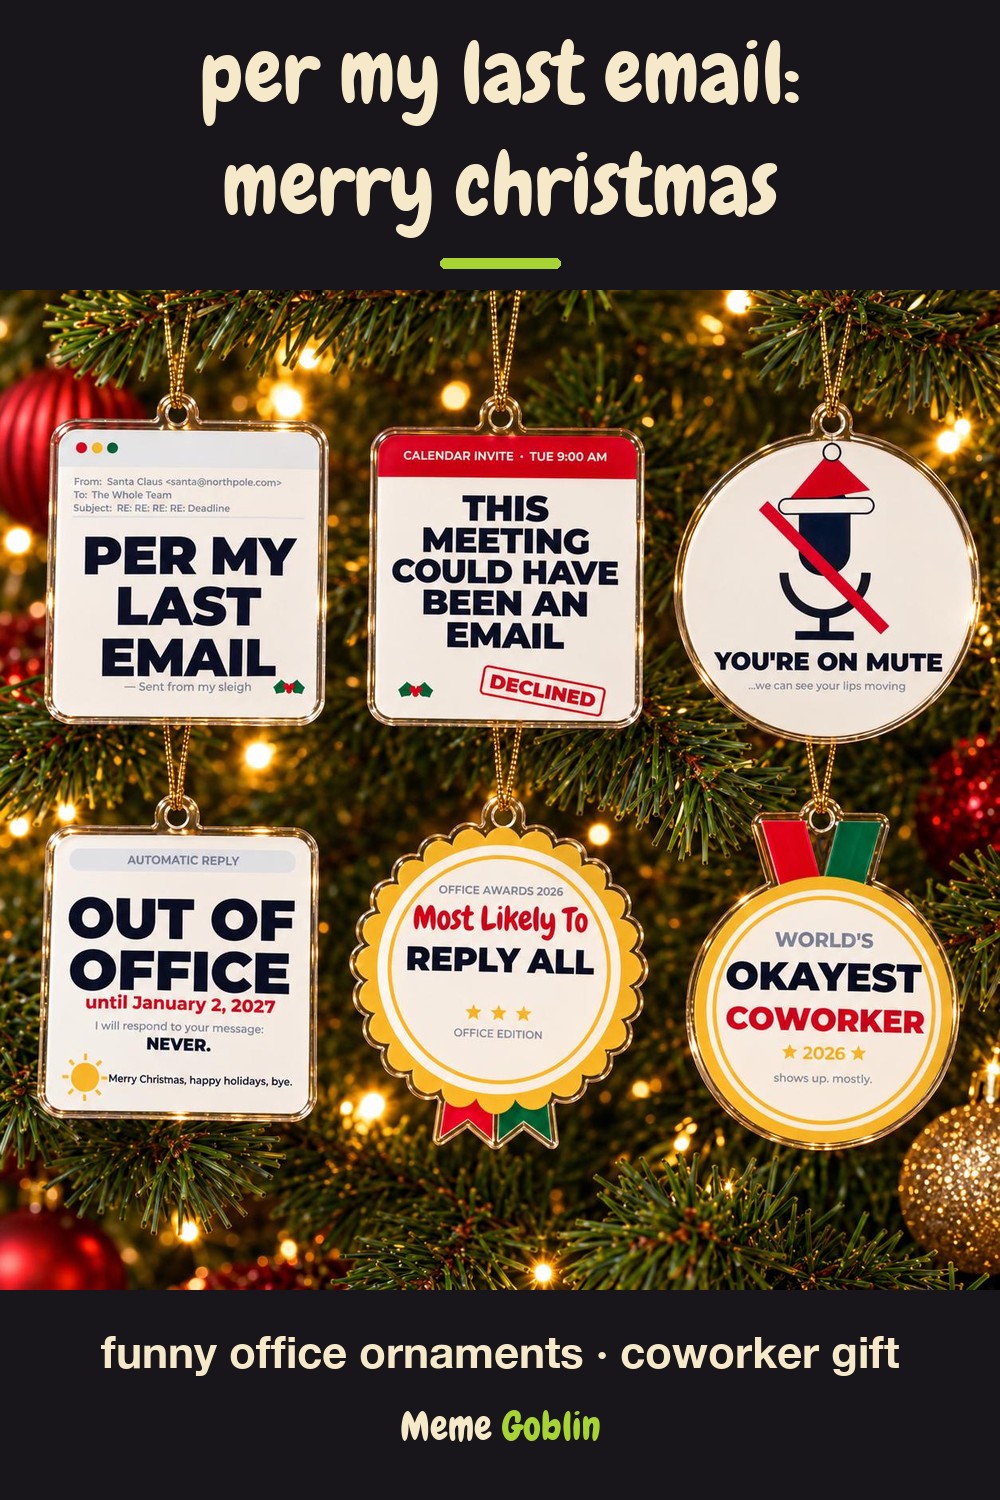 per my last email:
merry christmas
From: Santa Claus <santa@northpole.com>
To: The Whole Team
Subject: RE: RE: RE: RE: Deadline
PER MY
LAST
EMAIL
— Sent from my sleigh
CALENDAR INVITE · TUE 9:00 AM
THIS
MEETING
COULD HAVE
BEEN AN
EMAIL
DECLINED
YOU'RE ON MUTE
...we can see your lips moving
AUTOMATIC REPLY
OUT OF
OFFICE
until January 2, 2027
I will respond to your message:
NEVER.
Merry Christmas, happy holidays, bye.
OFFICE AWARDS 2026
Most Likely To
REPLY ALL
OFFICE EDITION
WORLD'S
OKAYEST
COWORKER
★ 2026 ★
shows up. mostly.
funny office ornaments · coworker gift
Meme Goblin